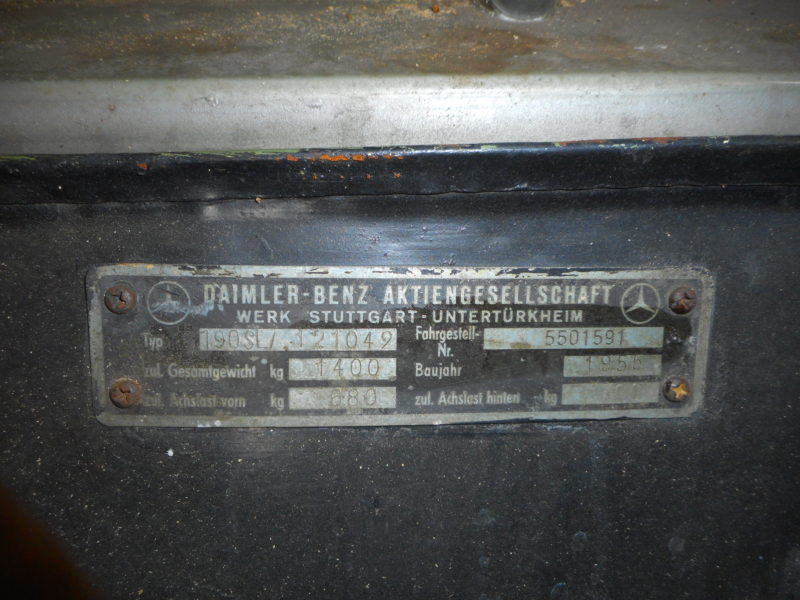 DAIMLER-BENZ AKTIENGESELLSCHAFT
WERK STUTTGART-UNTERTÜRKHEIM
Typ 190SL/ 121042 Fahrgestell-Nr. 5501591
zul. Gesamtgewicht kg 1400 Baujahr 1955
zul. Achslast vorn kg 680 zul. Achslast hinten kg